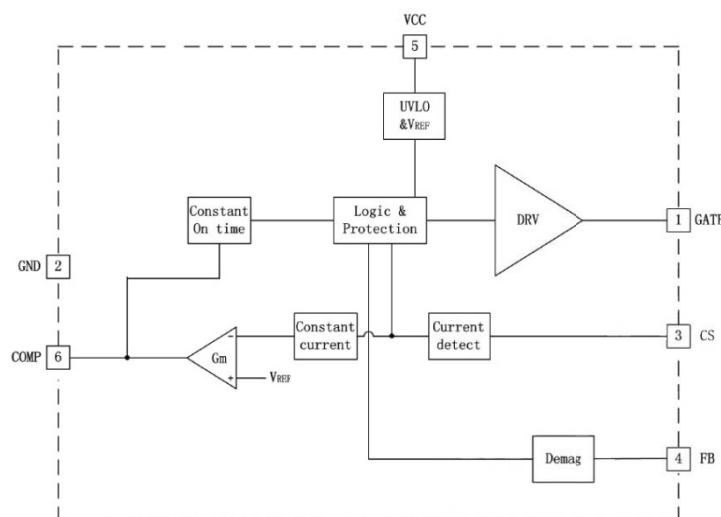 VCC
5
UVLO
&VREF
Constant
On time
Logic &
Protection
DRV
1
GATE
GND
2
COMP
6
Gm
−
+
VREF
Constant
current
Current
detect
3
CS
Demag
4
FB